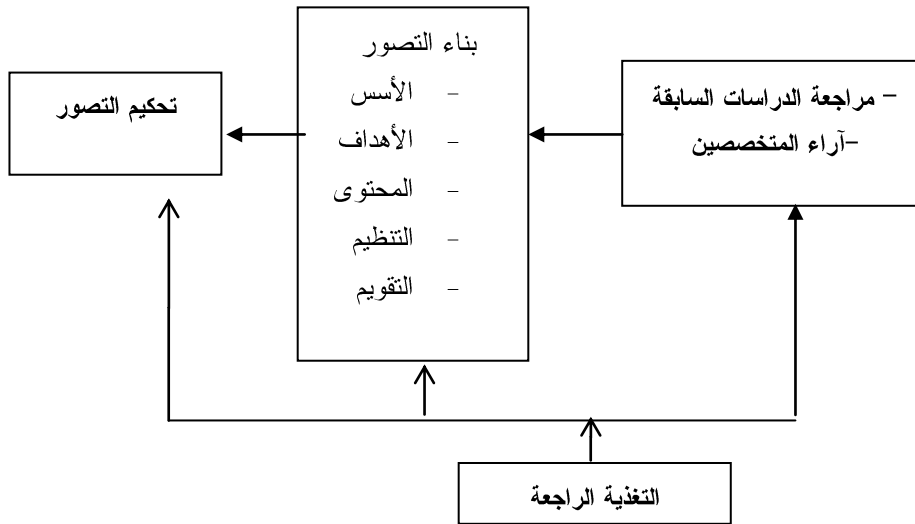 - مراجعة الدراسات السابقة
-آراء المتخصصين
بناء التصور
- الأسس
- الأهداف
- المحتوى
- التنظيم
- التقويم
تحكيم التصور
التغذية الراجعة